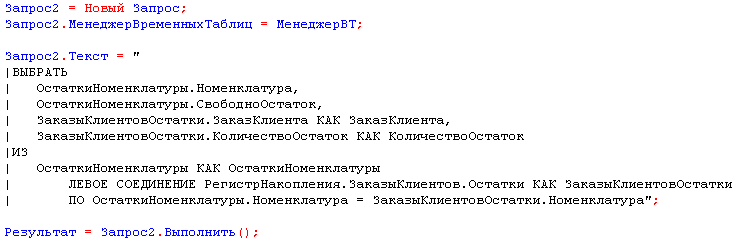 Запрос2 = Новый Запрос;
Запрос2.МенеджерВременныхТаблиц = МенеджерВТ;
Запрос2.Текст = "
|ВЫБРАТЬ
|   ОстаткиНоменклатуры.Номенклатура,
|   ОстаткиНоменклатуры.СвободноОстаток,
|   ЗаказыКлиентовОстатки.ЗаказКлиента КАК ЗаказКлиента,
|   ЗаказыКлиентовОстатки.КоличествоОстаток КАК КоличествоОстаток
|ИЗ
|   ОстаткиНоменклатуры КАК ОстаткиНоменклатуры
|       ЛЕВОЕ СОЕДИНЕНИЕ РегистрНакопления.ЗаказыКлиентов.Остатки КАК ЗаказыКлиентовОстатки
|       ПО ОстаткиНоменклатуры.Номенклатура = ЗаказыКлиентовОстатки.Номенклатура";
Результат = Запрос2.Выполнить();